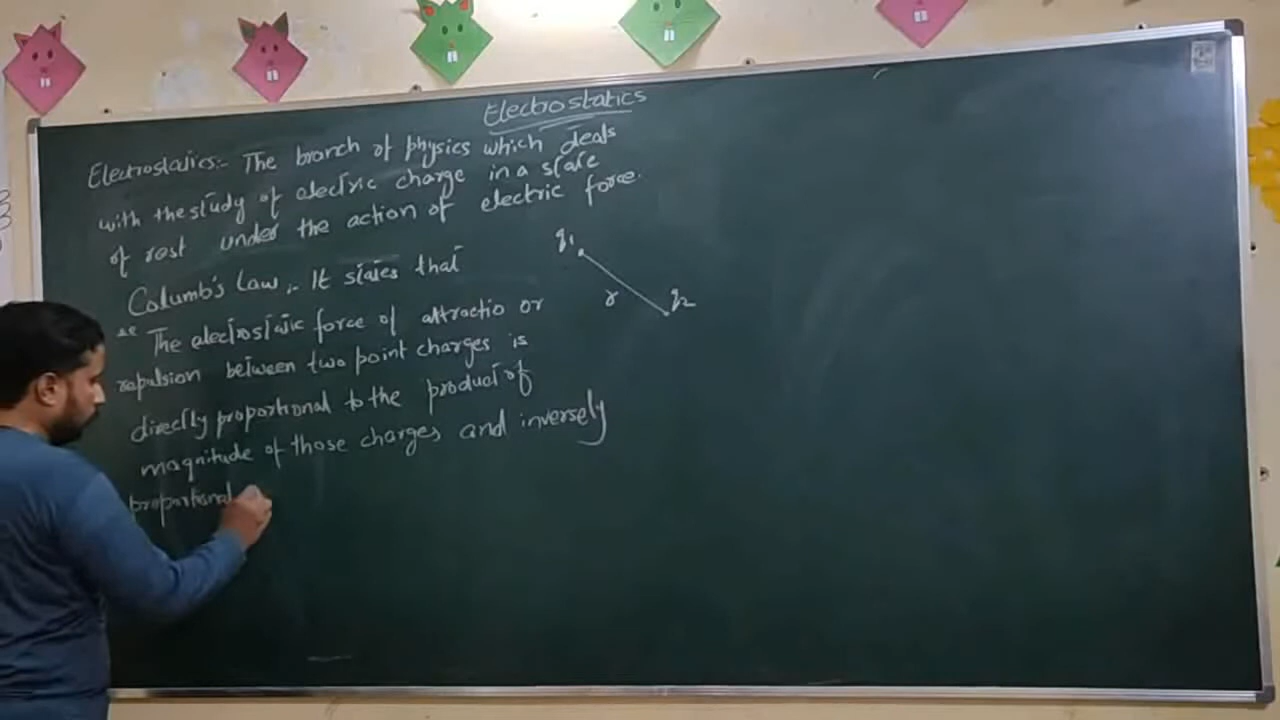 Electrostatics
Electrostatics:- The branch of physics which deals
with the study of electric charge in a state
of rest under the action of electric force.
Columb's Law :- It states that
The electrostatic force of attractio or
repulsion between two point charges is
directly proportional to the product of
magnitude of those charges and inversely
proportional
q1
r
q2